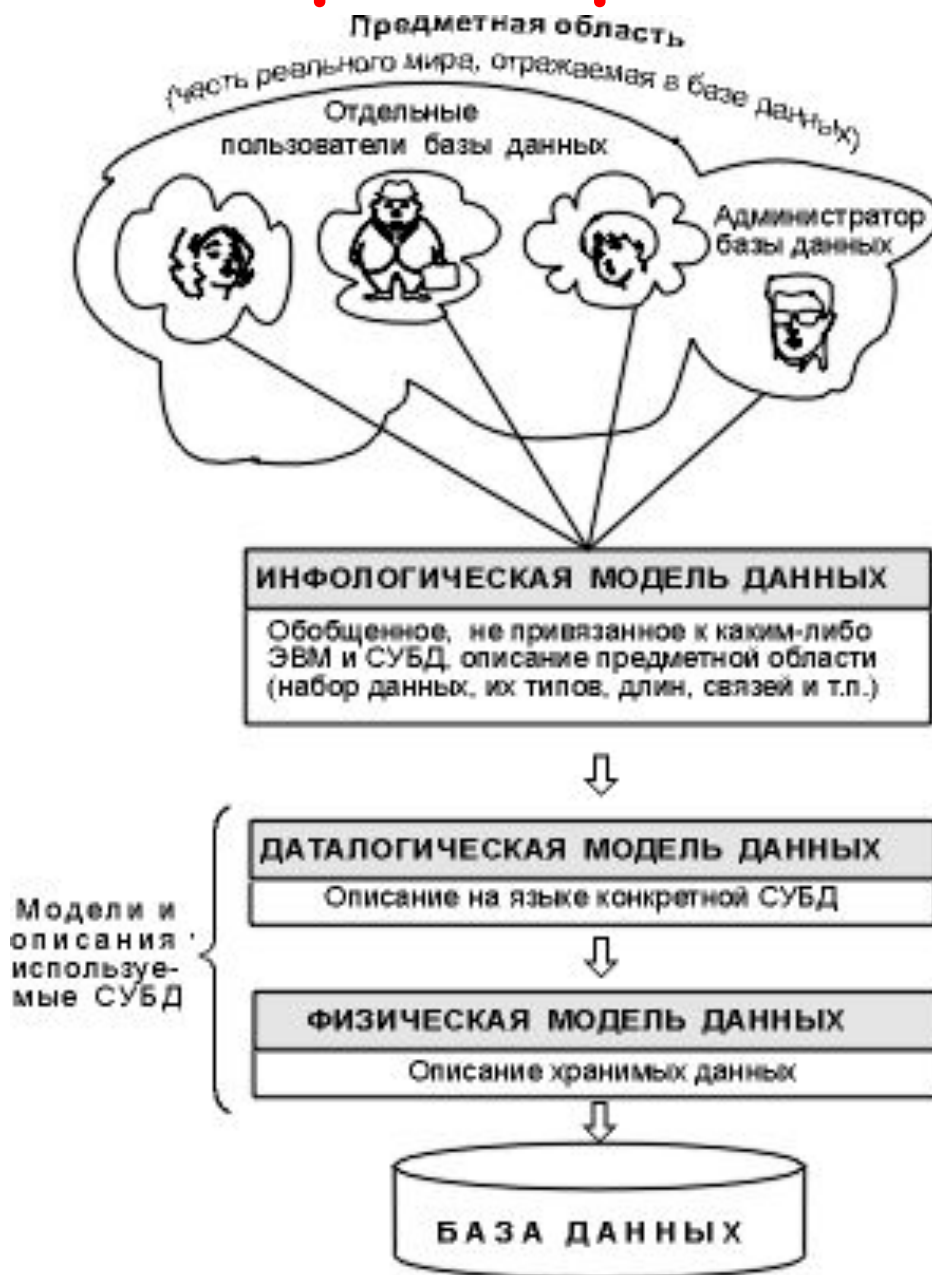 Предметная область
(часть реального мира, отражаемая в базе данных)
Отдельные
пользователи базы данных
Администратор
базы данных
ИНФОЛОГИЧЕСКАЯ МОДЕЛЬ ДАННЫХ
Обобщенное, не привязанное к каким-либо
ЭВМ и СУБД, описание предметной области
(набор данных, их типов, длин, связей и т.п.)
ДАТАЛОГИЧЕСКАЯ МОДЕЛЬ ДАННЫХ
Описание на языке конкретной СУБД
Модели и
описания
используе-
мые СУБД
ФИЗИЧЕСКАЯ МОДЕЛЬ ДАННЫХ
Описание хранимых данных
БАЗА ДАННЫХ